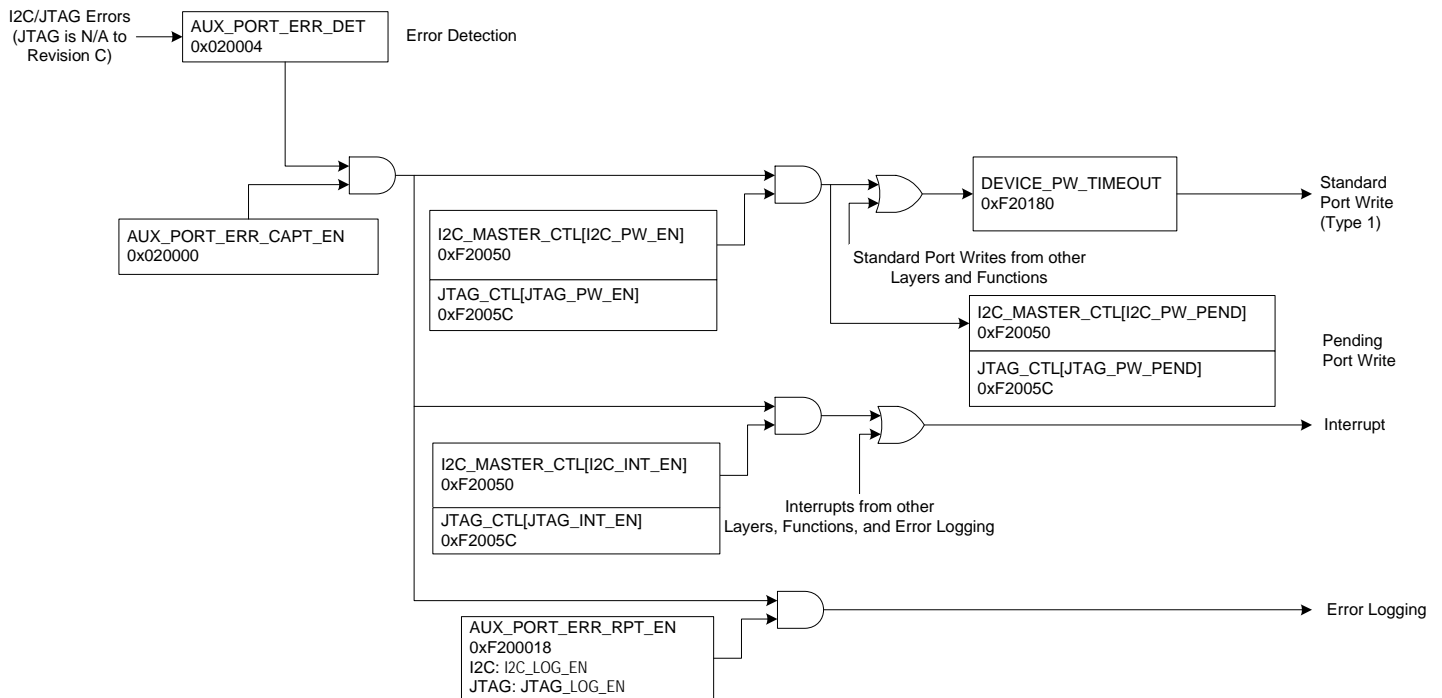 I2C/JTAG Errors
(JTAG is N/A to
Revision C)
AUX_PORT_ERR_DET
0x020004
Error Detection
AUX_PORT_ERR_CAPT_EN
0x020000
I2C_MASTER_CTL[I2C_PW_EN]
0xF20050
JTAG_CTL[JTAG_PW_EN]
0xF2005C
DEVICE_PW_TIMEOUT
0xF20180
Standard
Port Write
(Type 1)
Standard Port Writes from other
Layers and Functions
I2C_MASTER_CTL[I2C_PW_PEND]
0xF20050
JTAG_CTL[JTAG_PW_PEND]
0xF2005C
Pending
Port Write
Interrupt
I2C_MASTER_CTL[I2C_INT_EN]
0xF20050
JTAG_CTL[JTAG_INT_EN]
0xF2005C
Interrupts from other
Layers, Functions, and Error Logging
Error Logging
AUX_PORT_ERR_RPT_EN
0xF200018
I2C: I2C_LOG_EN
JTAG: JTAG_LOG_EN